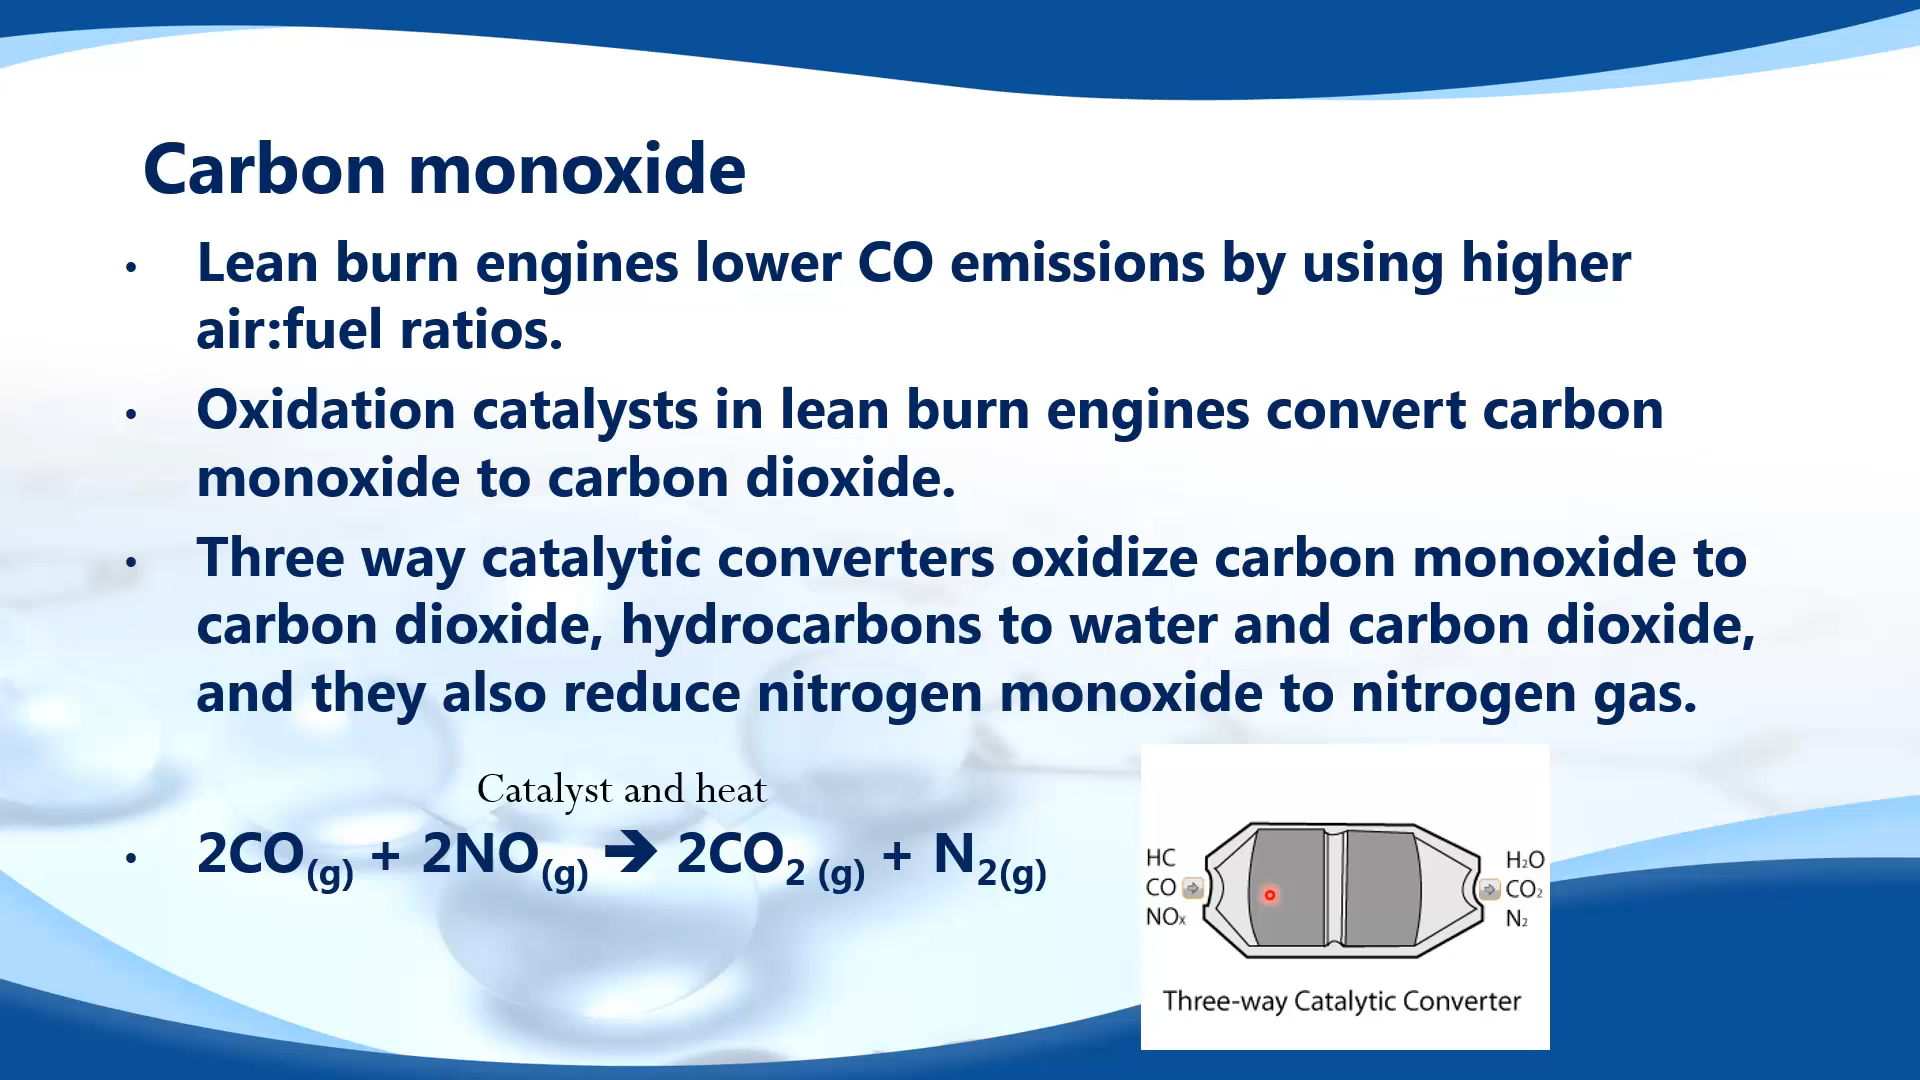 Carbon monoxide
• Lean burn engines lower CO emissions by using higher
air:fuel ratios.
• Oxidation catalysts in lean burn engines convert carbon
monoxide to carbon dioxide.
• Three way catalytic converters oxidize carbon monoxide to
carbon dioxide, hydrocarbons to water and carbon dioxide,
and they also reduce nitrogen monoxide to nitrogen gas.
Catalyst and heat
• 2CO(g) + 2NO(g) → 2CO2 (g) + N2(g)
HC
CO
NOx
H2O
CO2
N2
Three-way Catalytic Converter